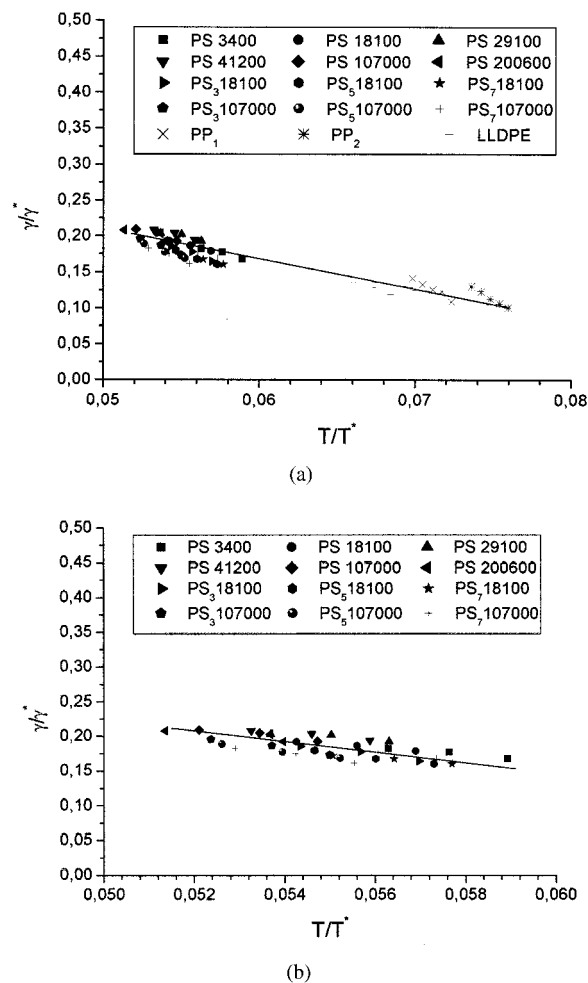 (a)
0,50
0,45
0,40
0,35
0,30
0,25
0,20
0,15
0,10
0,05
0,00
γ/γ*
PS 3400 PS 18100 PS 29100
PS 41200 PS 107000 PS 200600
PS₃18100 PS₅18100 PS₇18100
PS₃107000 PS₅107000 PS₇107000
PP₁ PP₂ LLDPE
0,05 0,06 0,07 0,08
T/T*
(a)
0,50
0,45
0,40
0,35
0,30
0,25
0,20
0,15
0,10
0,05
0,00
γ/γ*
PS 3400 PS 18100 PS 29100
PS 41200 PS 107000 PS 200600
PS₃18100 PS₅18100 PS₇18100
PS₃107000 PS₅107000 PS₇107000
0,050 0,052 0,054 0,056 0,058 0,060
T/T*
(b)